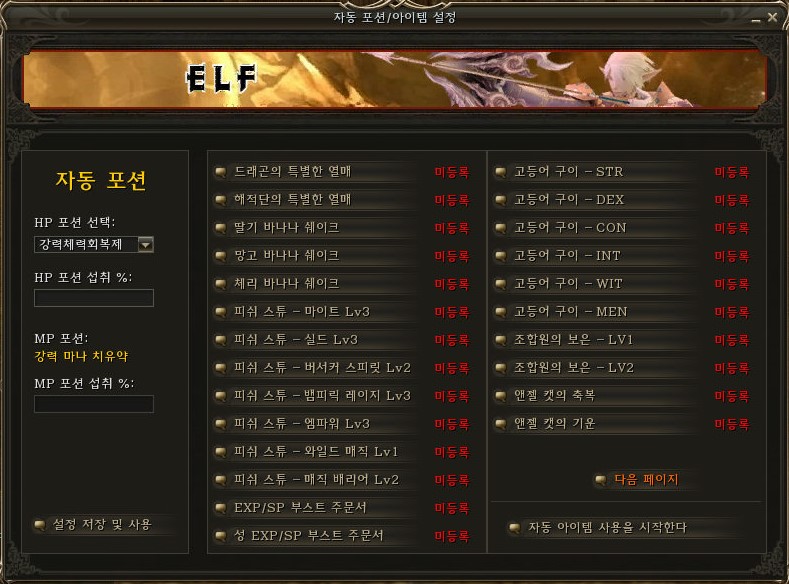 자동 포션/아이템 설정
ELF
자동 포션
HP 포션 선택:
강력체력회복제
HP 포션 섭취 %:
MP 포션:
강력 마나 치유약
MP 포션 섭취 %:
설정 저장 및 사용
드래곤의 특별한 열매 미등록
해적단의 특별한 열매 미등록
딸기 바나나 쉐이크 미등록
망고 바나나 쉐이크 미등록
체리 바나나 쉐이크 미등록
피쉬 스튜 - 마이트 Lv3 미등록
피쉬 스튜 - 실드 Lv3 미등록
피쉬 스튜 - 버서커 스피릿 Lv2 미등록
피쉬 스튜 - 뱀피릭 레이지 Lv3 미등록
피쉬 스튜 - 엠파워 Lv3 미등록
피쉬 스튜 - 와일드 매직 Lv1 미등록
피쉬 스튜 - 매직 배리어 Lv2 미등록
EXP/SP 부스트 주문서 미등록
성 EXP/SP 부스트 주문서 미등록
고등어 구이 - STR 미등록
고등어 구이 - DEX 미등록
고등어 구이 - CON 미등록
고등어 구이 - INT 미등록
고등어 구이 - WIT 미등록
고등어 구이 - MEN 미등록
조합원의 보은 - LV1 미등록
조합원의 보은 - LV2 미등록
앤젤 캣의 축복 미등록
앤젤 캣의 기운 미등록
다음 페이지
자동 아이템 사용을 시작한다